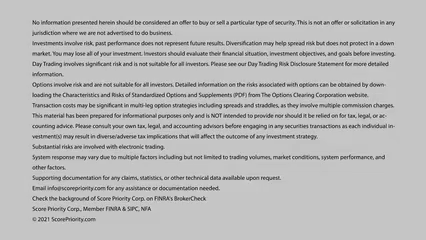 No information presented herein should be considered an offer to buy or sell a particular type of security. This is not an offer or solicitation in any
jurisdiction where we are not advertised to do business.
Investments involve risk, past performance does not represent future results. Diversification may help spread risk but does not protect in a down
market. You may lose all of your investment. Investors should evaluate their financial situation, investment objectives, and goals before investing.
Day Trading involves significant risk and is not suitable for all investors. Please see our Day Trading Risk Disclosure Statement for more detailed
information.
Options involve risk and are not suitable for all investors. Detailed information on the risks associated with options can be obtained by down-
loading the Characteristics and Risks of Standardized Options and Supplements (PDF) from The Options Clearing Corporation website.
Transaction costs may be significant in multi-leg option strategies including spreads and straddles, as they involve multiple commission charges.
This material has been prepared for informational purposes only and is NOT intended to provide nor should it be relied on for tax, legal, or ac-
counting advice. Please consult your own tax, legal, and accounting advisors before engaging in any securities transactions as each individual in-
vestment(s) may result in diverse/adverse tax implications that will affect the outcome of any investment strategy.
Substantial risks are involved with electronic trading.
System response may vary due to multiple factors including but not limited to trading volumes, market conditions, system performance, and
other factors.
Supporting documentation for any claims, statistics, or other technical data available upon request.
Email info@scorepriority.com for any assistance or documentation needed.
Check the background of Score Priority Corp. on FINRA's BrokerCheck
Score Priority Corp., Member FINRA & SIPC, NFA
© 2021 ScorePriority.com